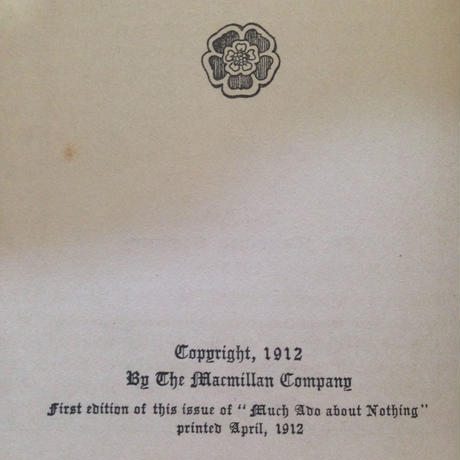 Copyright, 1912
By The Macmillan Company
First edition of this issue of "Much Ado about Nothing"
printed April, 1912